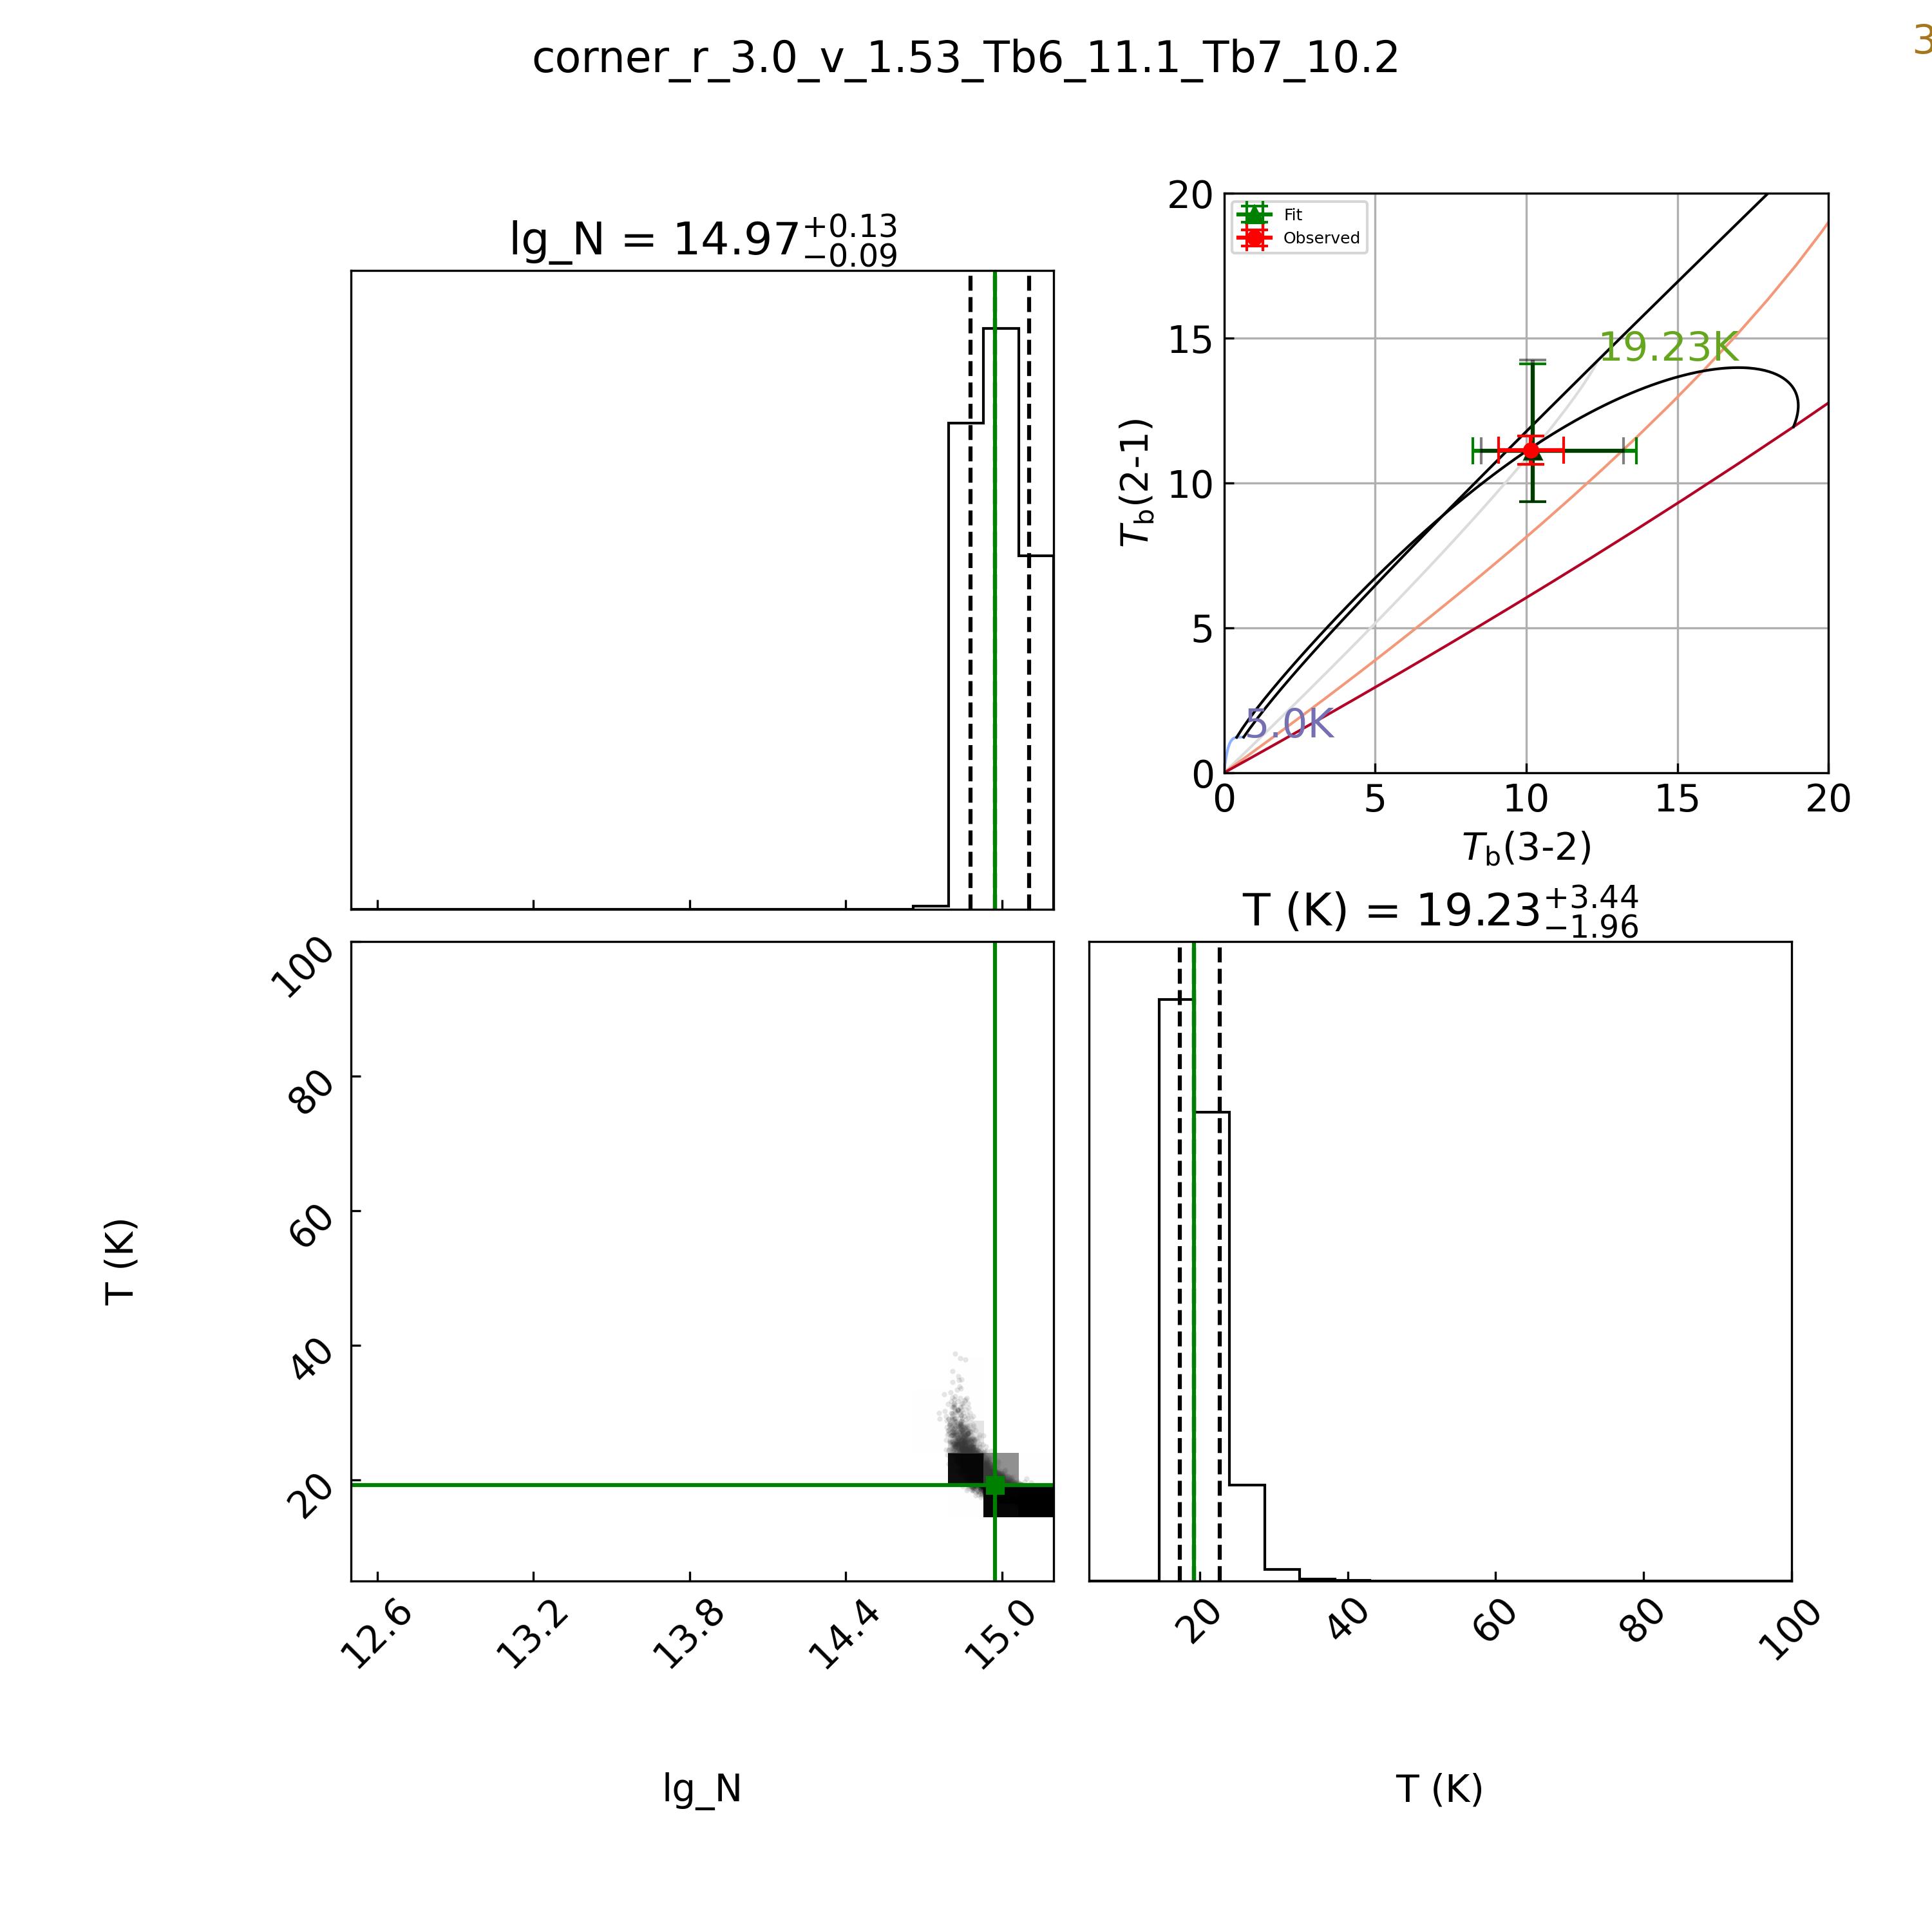 corner_r_3.0_v_1.53_Tb6_11.1_Tb7_10.2
3
lg_N = 14.97 +0.13 −0.09
20
15
10
5
0
T_b(2-1)
Fit
Observed
19.23K
5.0K
0 5 10 15 20
T_b(3-2)
T (K) = 19.23 +3.44 −1.96
100
80
60
40
20
T (K)
12.6 13.2 13.8 14.4 15.0
lg_N
20 40 60 80 100
T (K)